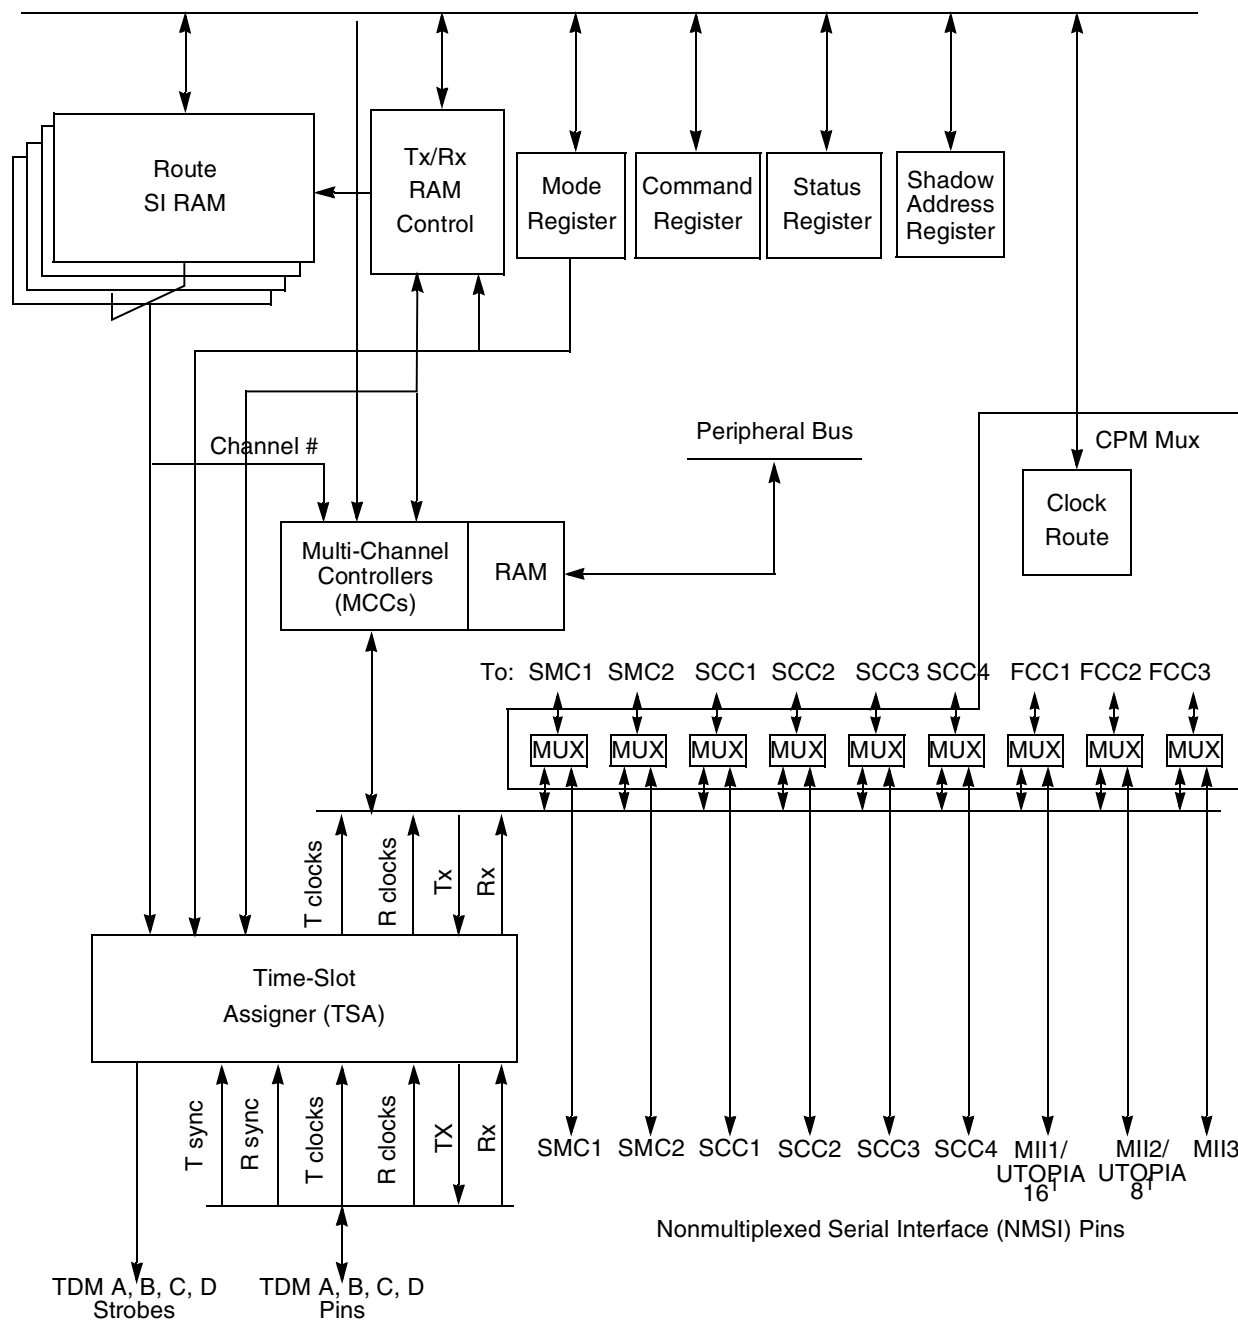 Route
SI RAM
Tx/Rx
RAM
Control
Mode
Register
Command
Register
Status
Register
Shadow
Address
Register
Channel #
Peripheral Bus
CPM Mux
Clock
Route
Multi-Channel
Controllers
(MCCs)
RAM
To: SMC1 SMC2 SCC1 SCC2 SCC3 SCC4 FCC1 FCC2 FCC3
MUX MUX MUX MUX MUX MUX MUX MUX MUX
T clocks
R clocks
Tx
Rx
Time-Slot
Assigner (TSA)
T sync
R sync
T clocks
R clocks
TX
Rx
SMC1 SMC2 SCC1 SCC2 SCC3 SCC4
MII1/
UTOPIA
16¹
MII2/
UTOPIA
8¹
MII3
Nonmultiplexed Serial Interface (NMSI) Pins
TDM A, B, C, D
Strobes
TDM A, B, C, D
Pins